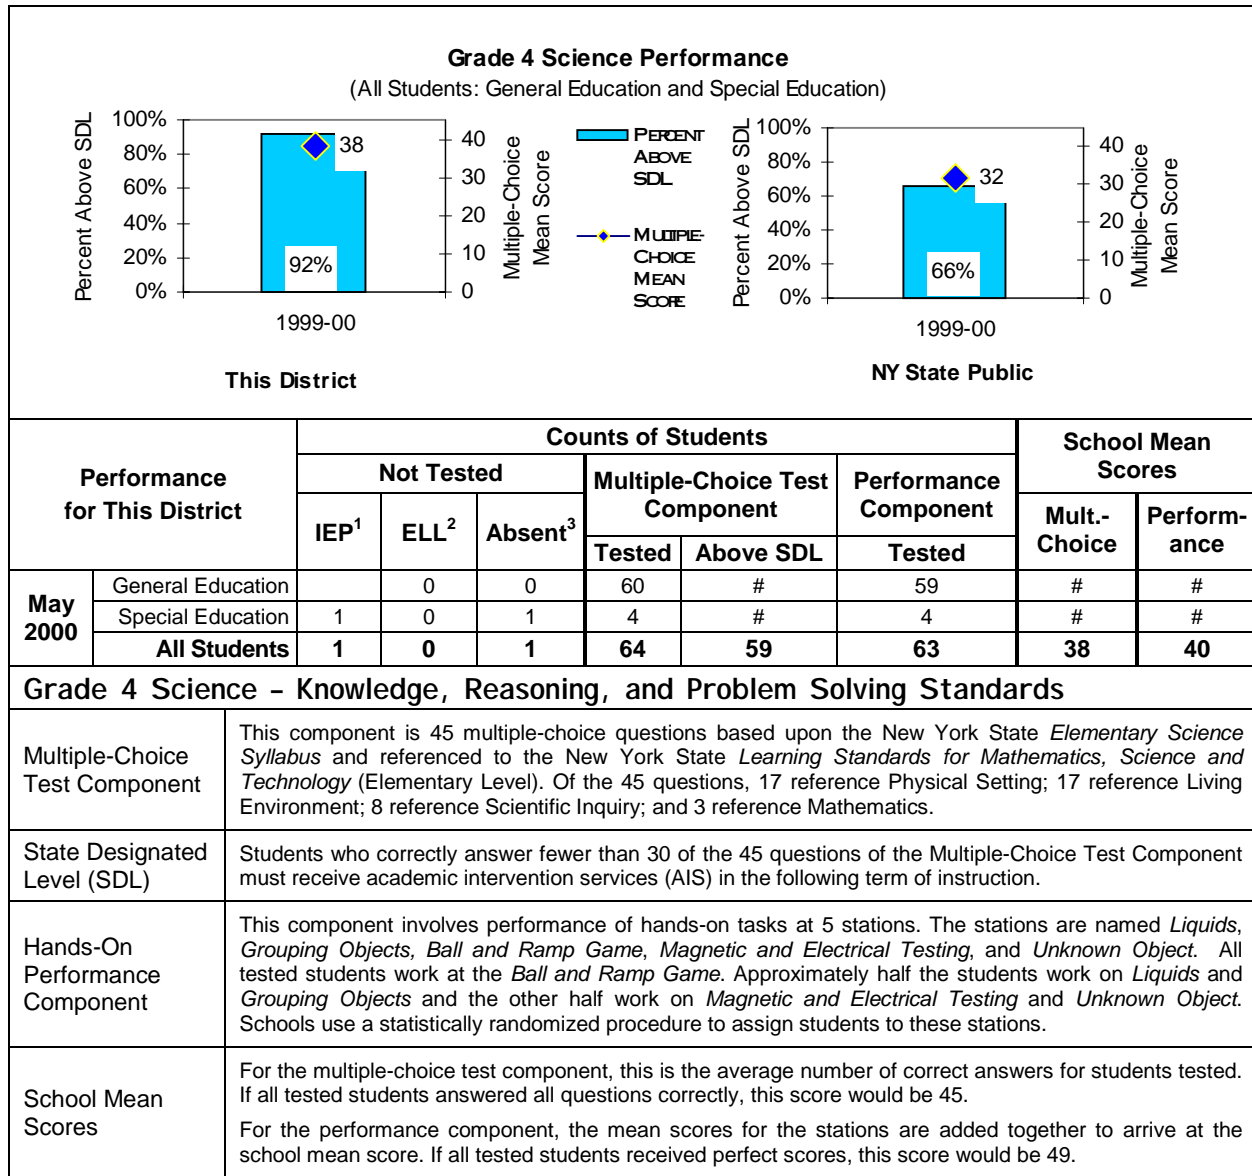 Grade 4 Science Performance
(All Students: General Education and Special Education)
Percent Above SDL
100%
80%
60%
40%
20%
0%
38
92%
40
30
20
10
0
Multiple-Choice
Mean Score
1999-00
This District
PERCENT
ABOVE
SDL
MULTIPLE-
CHOICE
MEAN
SCORE
Percent Above SDL
100%
80%
60%
40%
20%
0%
32
66%
40
30
20
10
0
Multiple-Choice
Mean Score
1999-00
NY State Public
Performance
for This District
Counts of Students
School Mean
Scores
Not Tested
Multiple-Choice Test
Component
Performance
Component
IEP1 ELL2 Absent3
Tested Above SDL Tested
Mult.-
Choice
Perform-
ance
May
2000
General Education 0 0 60 # 59 # #
Special Education 1 0 1 4 # 4 # #
All Students 1 0 1 64 59 63 38 40
Grade 4 Science – Knowledge, Reasoning, and Problem Solving Standards
Multiple-Choice
Test Component
This component is 45 multiple-choice questions based upon the New York State Elementary Science
Syllabus and referenced to the New York State Learning Standards for Mathematics, Science and
Technology (Elementary Level). Of the 45 questions, 17 reference Physical Setting; 17 reference Living
Environment; 8 reference Scientific Inquiry; and 3 reference Mathematics.
State Designated
Level (SDL)
Students who correctly answer fewer than 30 of the 45 questions of the Multiple-Choice Test Component
must receive academic intervention services (AIS) in the following term of instruction.
Hands-On
Performance
Component
This component involves performance of hands-on tasks at 5 stations. The stations are named Liquids,
Grouping Objects, Ball and Ramp Game, Magnetic and Electrical Testing, and Unknown Object. All
tested students work at the Ball and Ramp Game. Approximately half the students work on Liquids and
Grouping Objects and the other half work on Magnetic and Electrical Testing and Unknown Object.
Schools use a statistically randomized procedure to assign students to these stations.
School Mean
Scores
For the multiple-choice test component, this is the average number of correct answers for students tested.
If all tested students answered all questions correctly, this score would be 45.
For the performance component, the mean scores for the stations are added together to arrive at the
school mean score. If all tested students received perfect scores, this score would be 49.